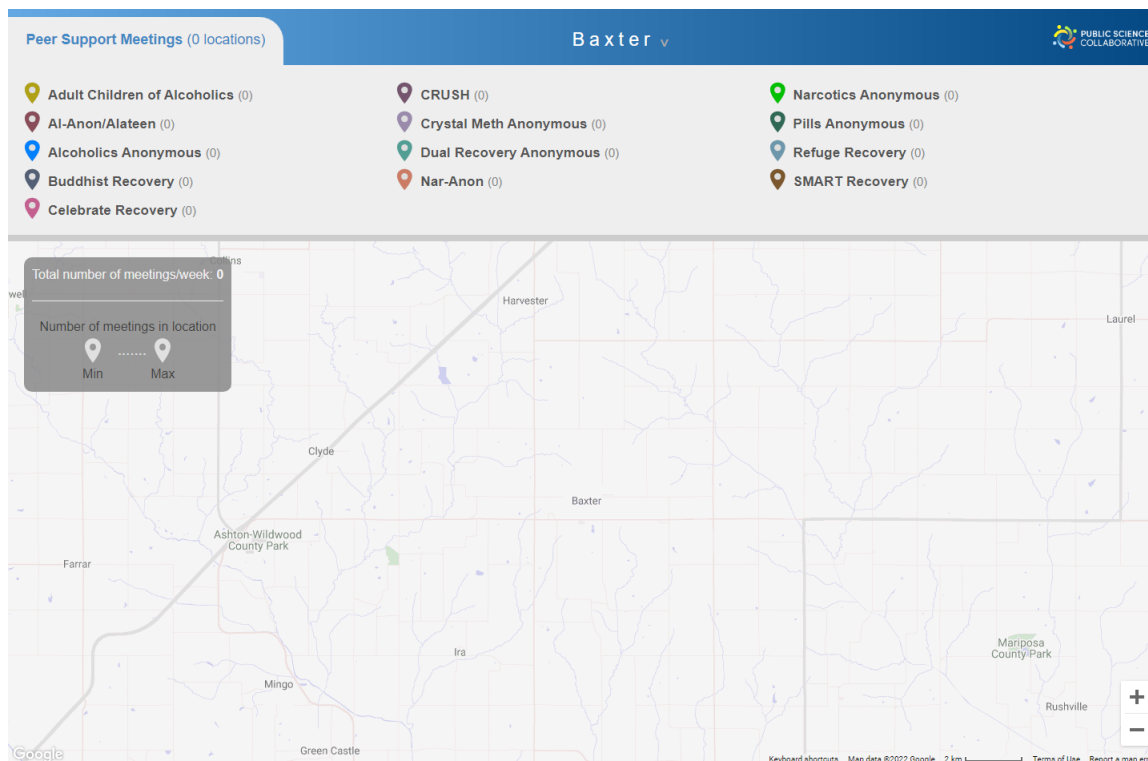 Peer Support Meetings (0 locations)
Baxter v
PUBLIC SCIENCE
COLLABORATIVE
Adult Children of Alcoholics (0)
Al-Anon/Alateen (0)
Alcoholics Anonymous (0)
Buddhist Recovery (0)
Celebrate Recovery (0)
CRUSH (0)
Crystal Meth Anonymous (0)
Dual Recovery Anonymous (0)
Nar-Anon (0)
Narcotics Anonymous (0)
Pills Anonymous (0)
Refuge Recovery (0)
SMART Recovery (0)
Collins
Total number of meetings/week: 0
Number of meetings in location
Min ....... Max
Harvester
Laurel
Clyde
Baxter
Ashton-Wildwood
County Park
Farrar
Ira
Mariposa
County Park
Mingo
Rushville
+
−
Green Castle
Google
Keyboard shortcuts Map data ©2022 Google 2 km Terms of Use Report a map